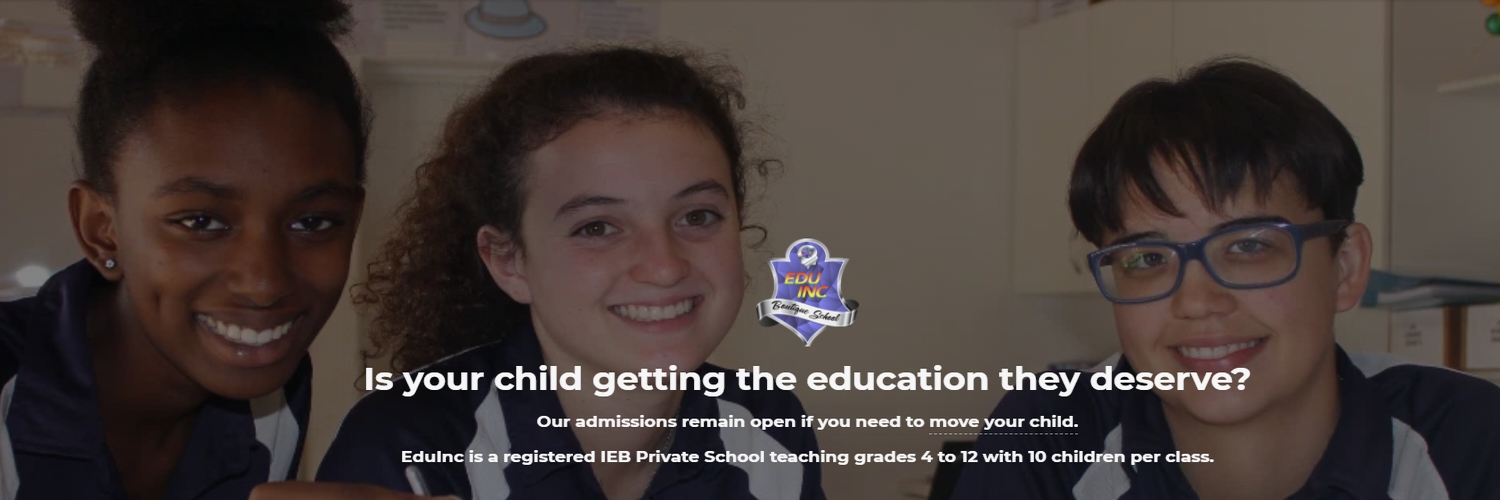 EDU
INC
Boutique School
Is your child getting the education they deserve?
Our admissions remain open if you need to move your child.
EduInc is a registered IEB Private School teaching grades 4 to 12 with 10 children per class.